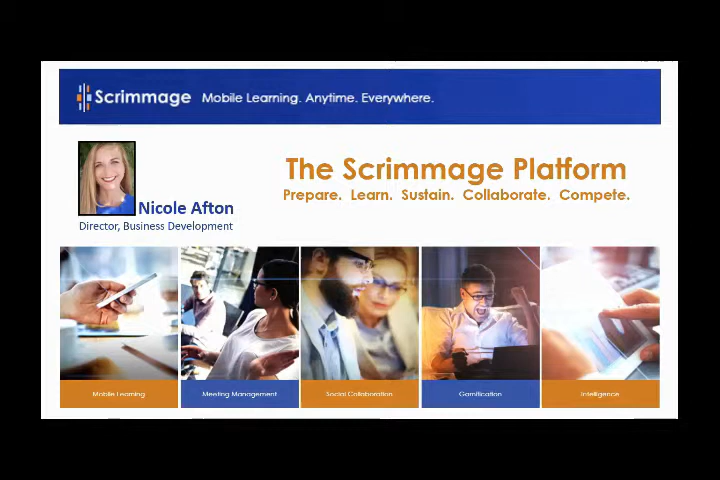 Scrimmage Mobile Learning. Anytime. Everywhere.
The Scrimmage Platform
Prepare. Learn. Sustain. Collaborate. Compete.
Nicole Afton
Director, Business Development
Mobile Learning
Meeting Management
Social Collaboration
Gamification
Intelligence